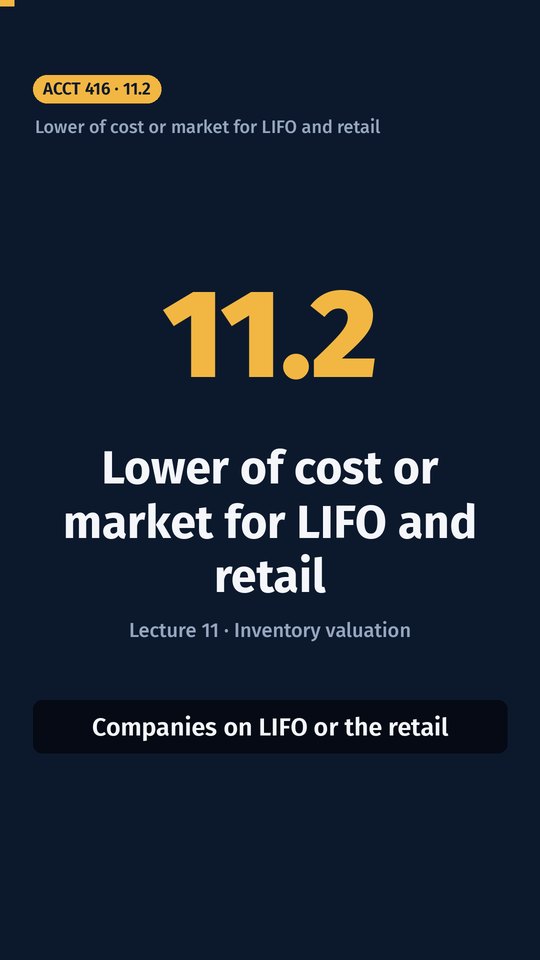 ACCT 416 · 11.2
Lower of cost or market for LIFO and retail
11.2
Lower of cost or
market for LIFO and
retail
Lecture 11 · Inventory valuation
Companies on LIFO or the retail